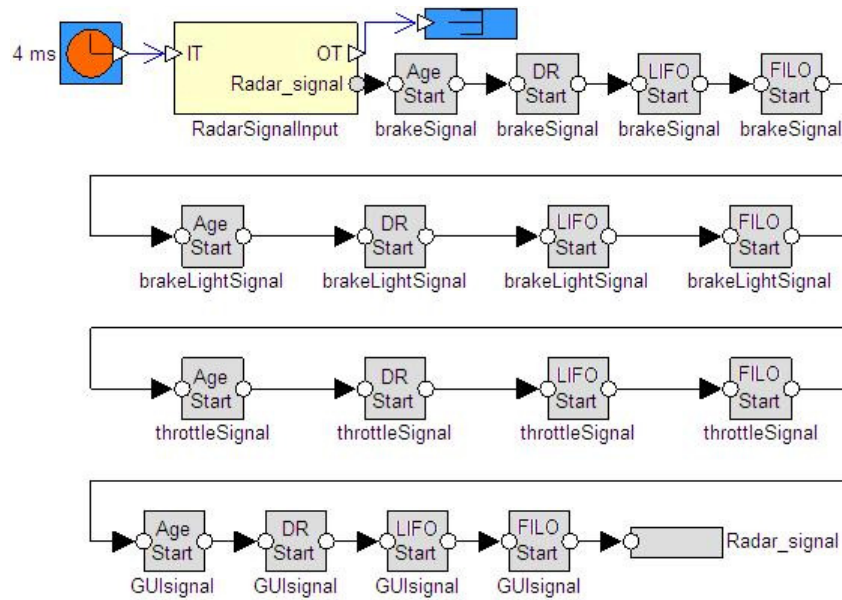 4 ms
IT
OT
Radar_signal
RadarSignalInput
Age
Start
brakeSignal
DR
Start
brakeSignal
LIFO
Start
brakeSignal
FILO
Start
brakeSignal
Age
Start
brakeLightSignal
DR
Start
brakeLightSignal
LIFO
Start
brakeLightSignal
FILO
Start
brakeLightSignal
Age
Start
throttleSignal
DR
Start
throttleSignal
LIFO
Start
throttleSignal
FILO
Start
throttleSignal
Age
Start
GUIsignal
DR
Start
GUIsignal
LIFO
Start
GUIsignal
FILO
Start
GUIsignal
Radar_signal